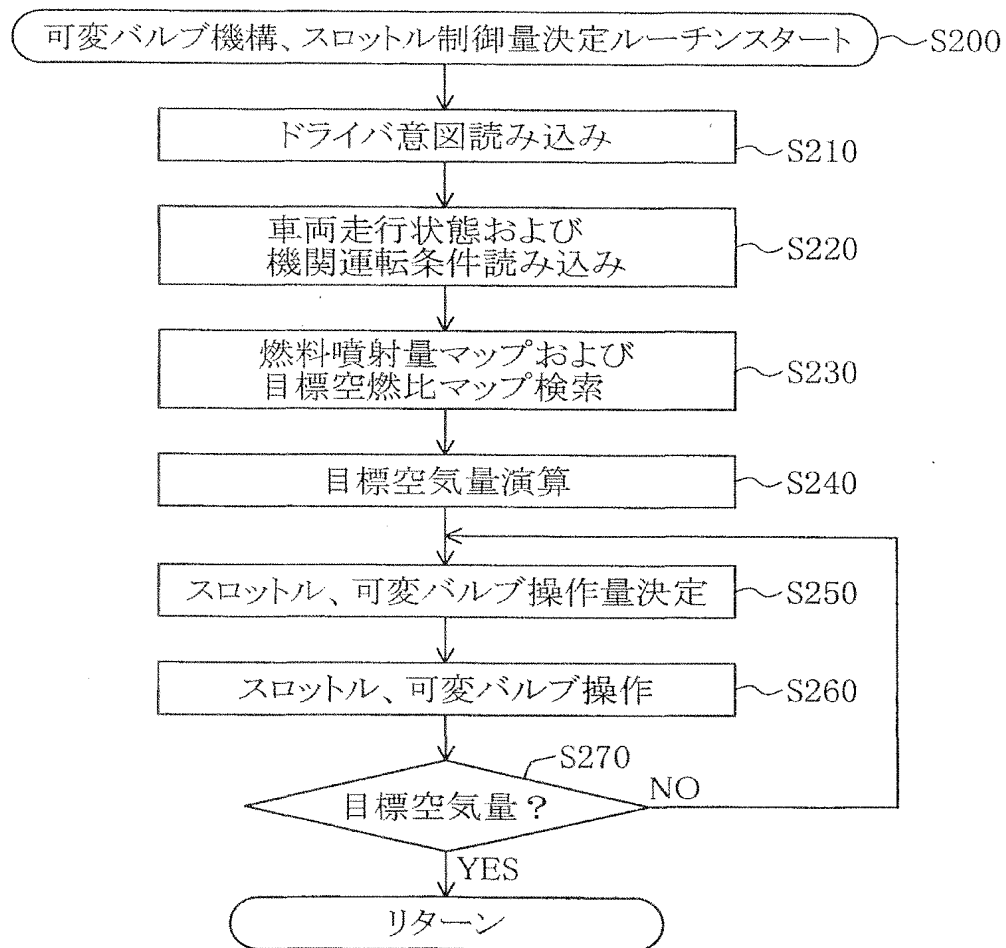 可変バルブ機構、スロットル制御量決定ルーチンスタート
S200
ドライバ意図読み込み
S210
車両走行状態および
機関運転条件読み込み
S220
燃料噴射量マップおよび
目標空燃比マップ検索
S230
目標空気量演算
S240
スロットル、可変バルブ操作量決定
S250
スロットル、可変バルブ操作
S260
S270
目標空気量?
NO
YES
リターン